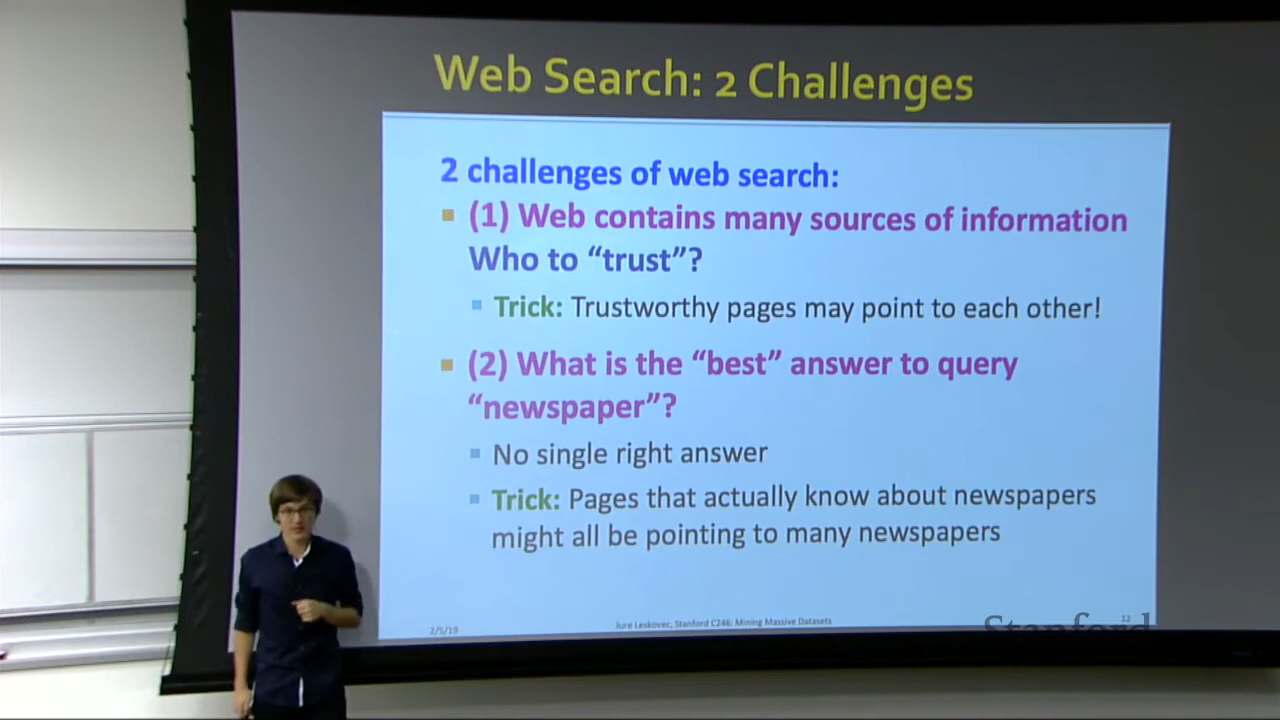 Web Search: 2 Challenges
2 challenges of web search:
(1) Web contains many sources of information
Who to “trust”?
Trick: Trustworthy pages may point to each other!
(2) What is the “best” answer to query
“newspaper”?
No single right answer
Trick: Pages that actually know about newspapers
might all be pointing to many newspapers
2/5/19
Jure Leskovec, Stanford C246: Mining Massive Datasets
12
Stanford